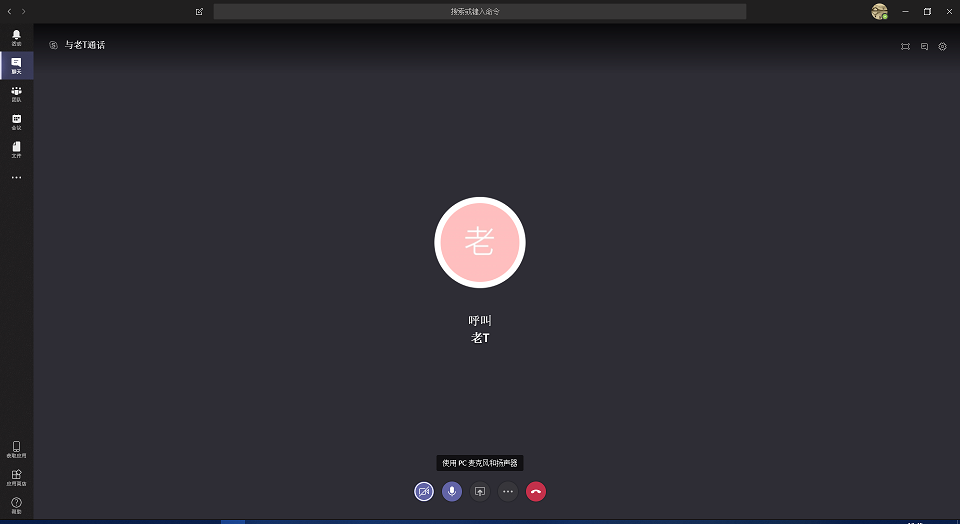 搜索或键入命令
活动
与老T通话
聊天
团队
会议
文件
老
呼叫
老T
获取应用
使用 PC 麦克风和扬声器
应用商店
帮助